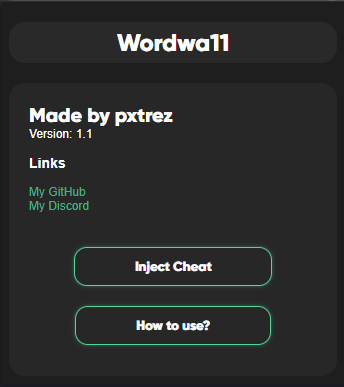 Wordwa11
Made by pxtrez
Version: 1.1
Links
My GitHub
My Discord
Inject Cheat
How to use?